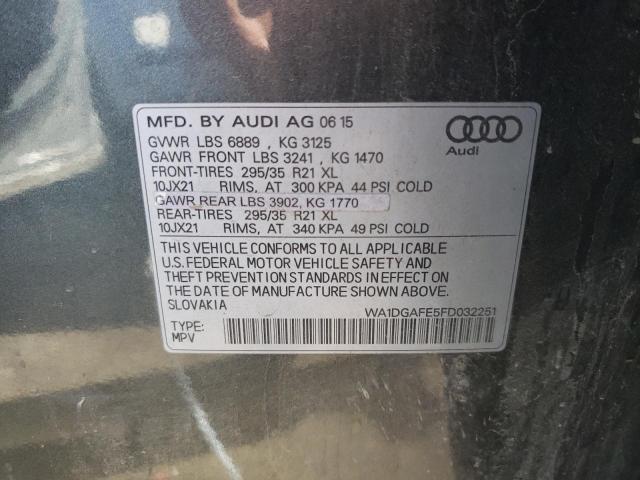 MFD. BY AUDI AG 06 15
GVWR LBS 6889 , KG 3125
GAWR FRONT LBS 3241 , KG 1470
FRONT-TIRES 295/35 R21 XL
10JX21 RIMS, AT 300 KPA 44 PSI COLD
GAWR REAR LBS 3902, KG 1770
REAR-TIRES 295/35 R21 XL
10JX21 RIMS, AT 340 KPA 49 PSI COLD
Audi
THIS VEHICLE CONFORMS TO ALL APPLICABLE
U.S. FEDERAL MOTOR VEHICLE SAFETY AND
THEFT PREVENTION STANDARDS IN EFFECT ON
THE DATE OF MANUFACTURE SHOWN ABOVE.
SLOVAKIA
WA1DGAFE5FD032251
TYPE:
MPV